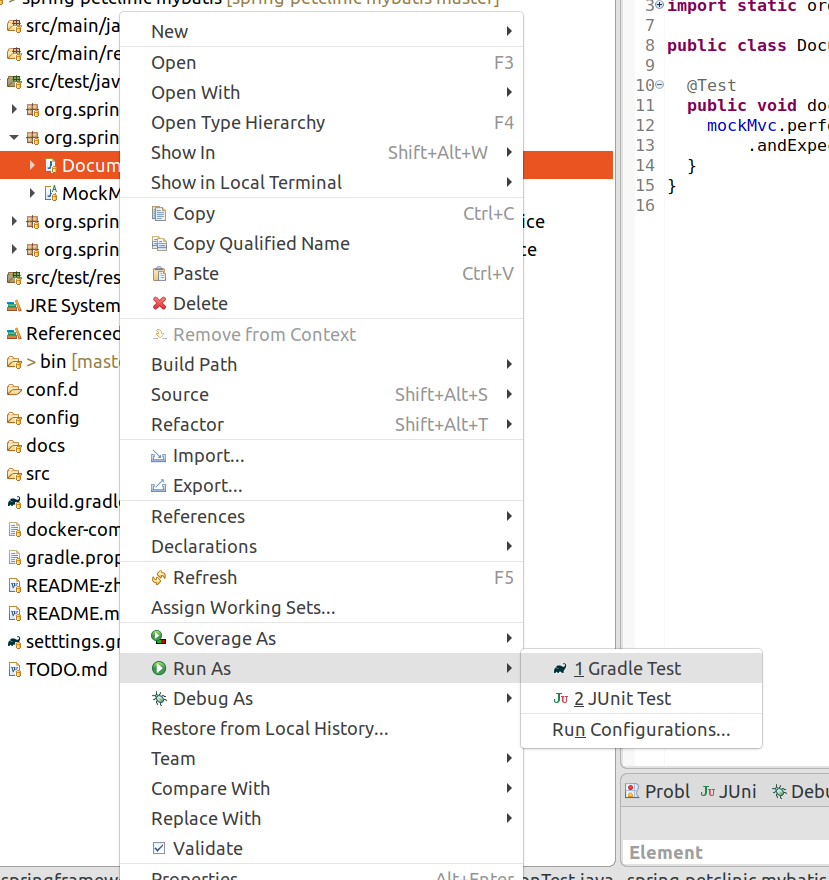 spring-petclinic mybatis [spring-petclinic mybatis master]
src/main/ja
src/main/re
src/test/jav
org.sprin
org.sprin
Docum
MockM
org.sprin
ice
org.sprin
ce
src/test/res
JRE System
Referenced
> bin [mast
conf.d
config
docs
src
build.gradle
docker-com
gradle.prop
README-zh
README.m
setttings.gr
TODO.md
New
Open F3
Open With
Open Type Hierarchy F4
Show In Shift+Alt+W
Show in Local Terminal
Copy Ctrl+C
Copy Qualified Name
Paste Ctrl+V
Delete
Remove from Context
Build Path
Source Shift+Alt+S
Refactor Shift+Alt+T
Import...
Export...
References
Declarations
Refresh F5
Assign Working Sets...
Coverage As
Run As
Debug As
Restore from Local History...
Team
Compare With
Replace With
Validate
Properties Alt+Enter
1 Gradle Test
2 JUnit Test
Run Configurations...
3 import static or
7
8 public class Docu
9
10 @Test
11 public void doc
12 mockMvc.perfo
13 .andExpec
14 }
15 }
16
Probl JUni Debu
Element
springframew
onTest.java - spring-petclinic mybatis